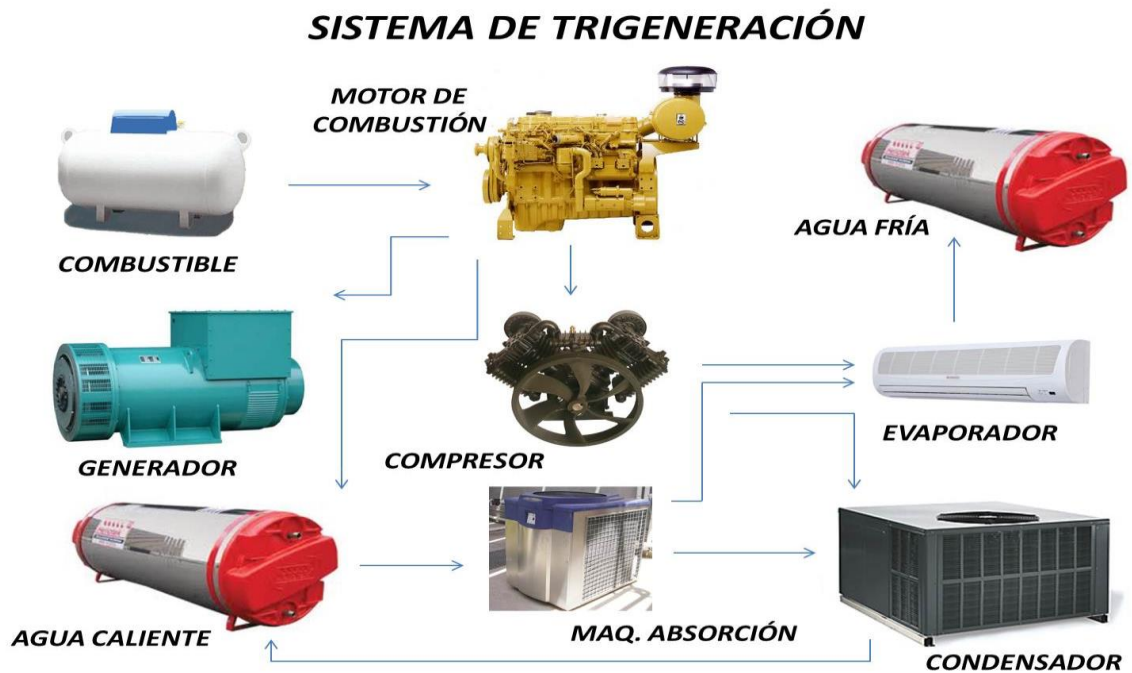 SISTEMA DE TRIGENERACIÓN
MOTOR DE
COMBUSTIÓN
AGUA FRÍA
COMBUSTIBLE
GENERADOR
COMPRESOR
EVAPORADOR
AGUA CALIENTE
MAQ. ABSORCIÓN
CONDENSADOR